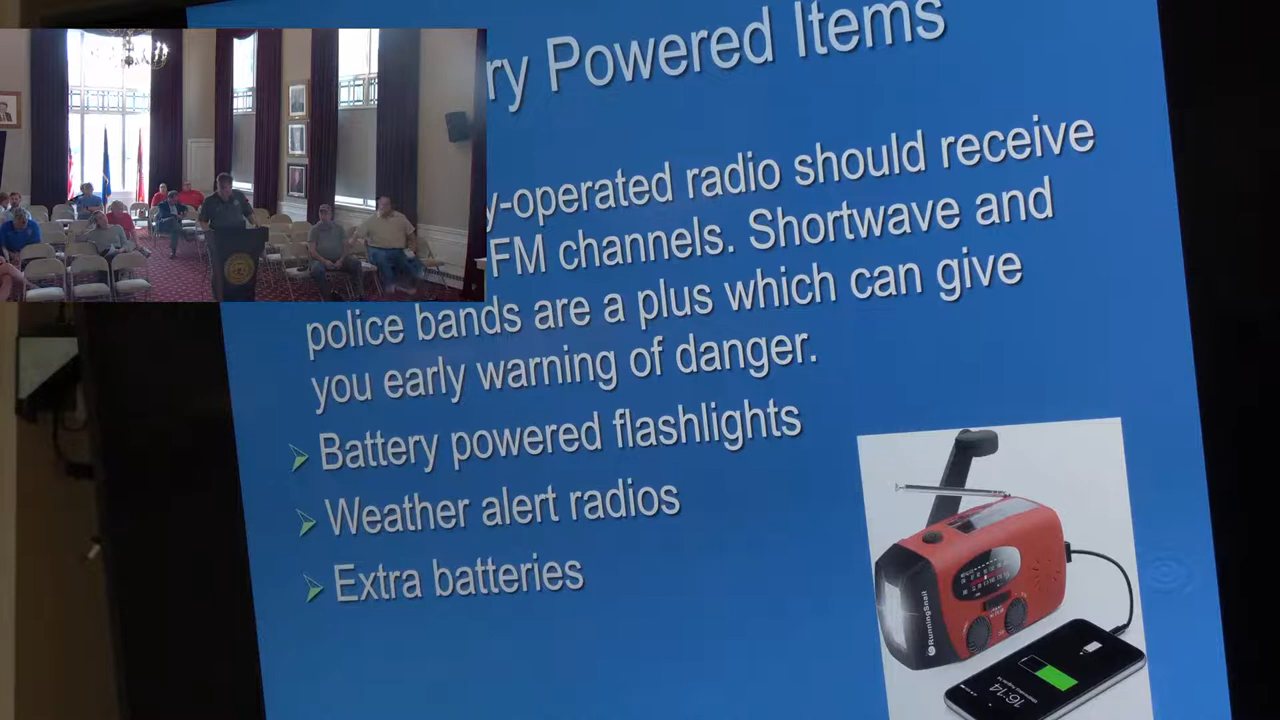 ry Powered Items
y-operated radio should receive
FM channels. Shortwave and
police bands are a plus which can give
you early warning of danger.
Battery powered flashlights
Weather alert radios
Extra batteries
RunningSnail
16:14